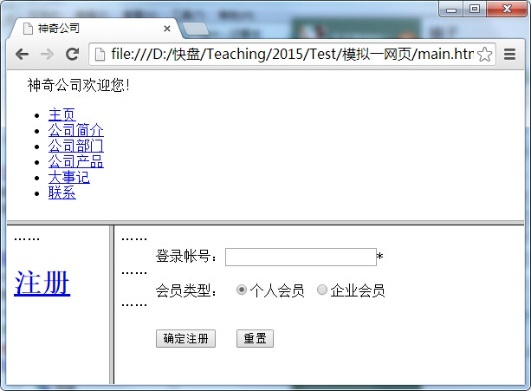 神奇公司
file:///D:/快盘/Teaching/2015/Test/模拟一网页/main.htm
神奇公司欢迎您！
主页
公司简介
公司部门
公司产品
大事记
联系
……
注册
……
登录帐号： *
……
会员类型： 个人会员 企业会员
……
确定注册 重置